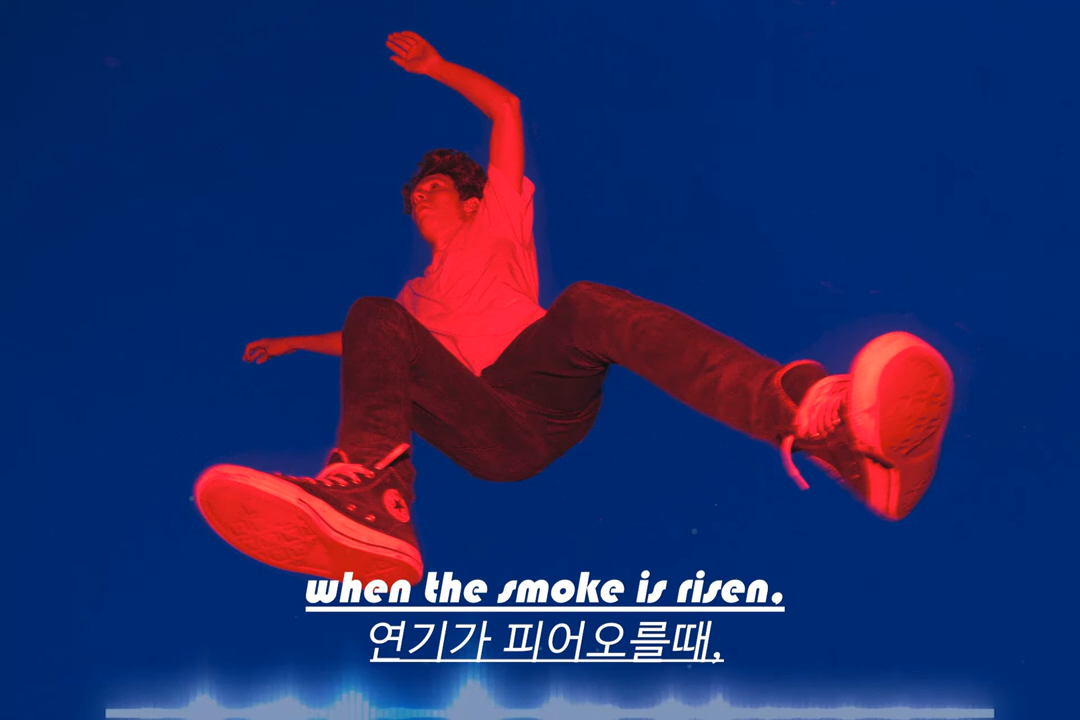 when the smoke is risen,
연기가 피어오를때,